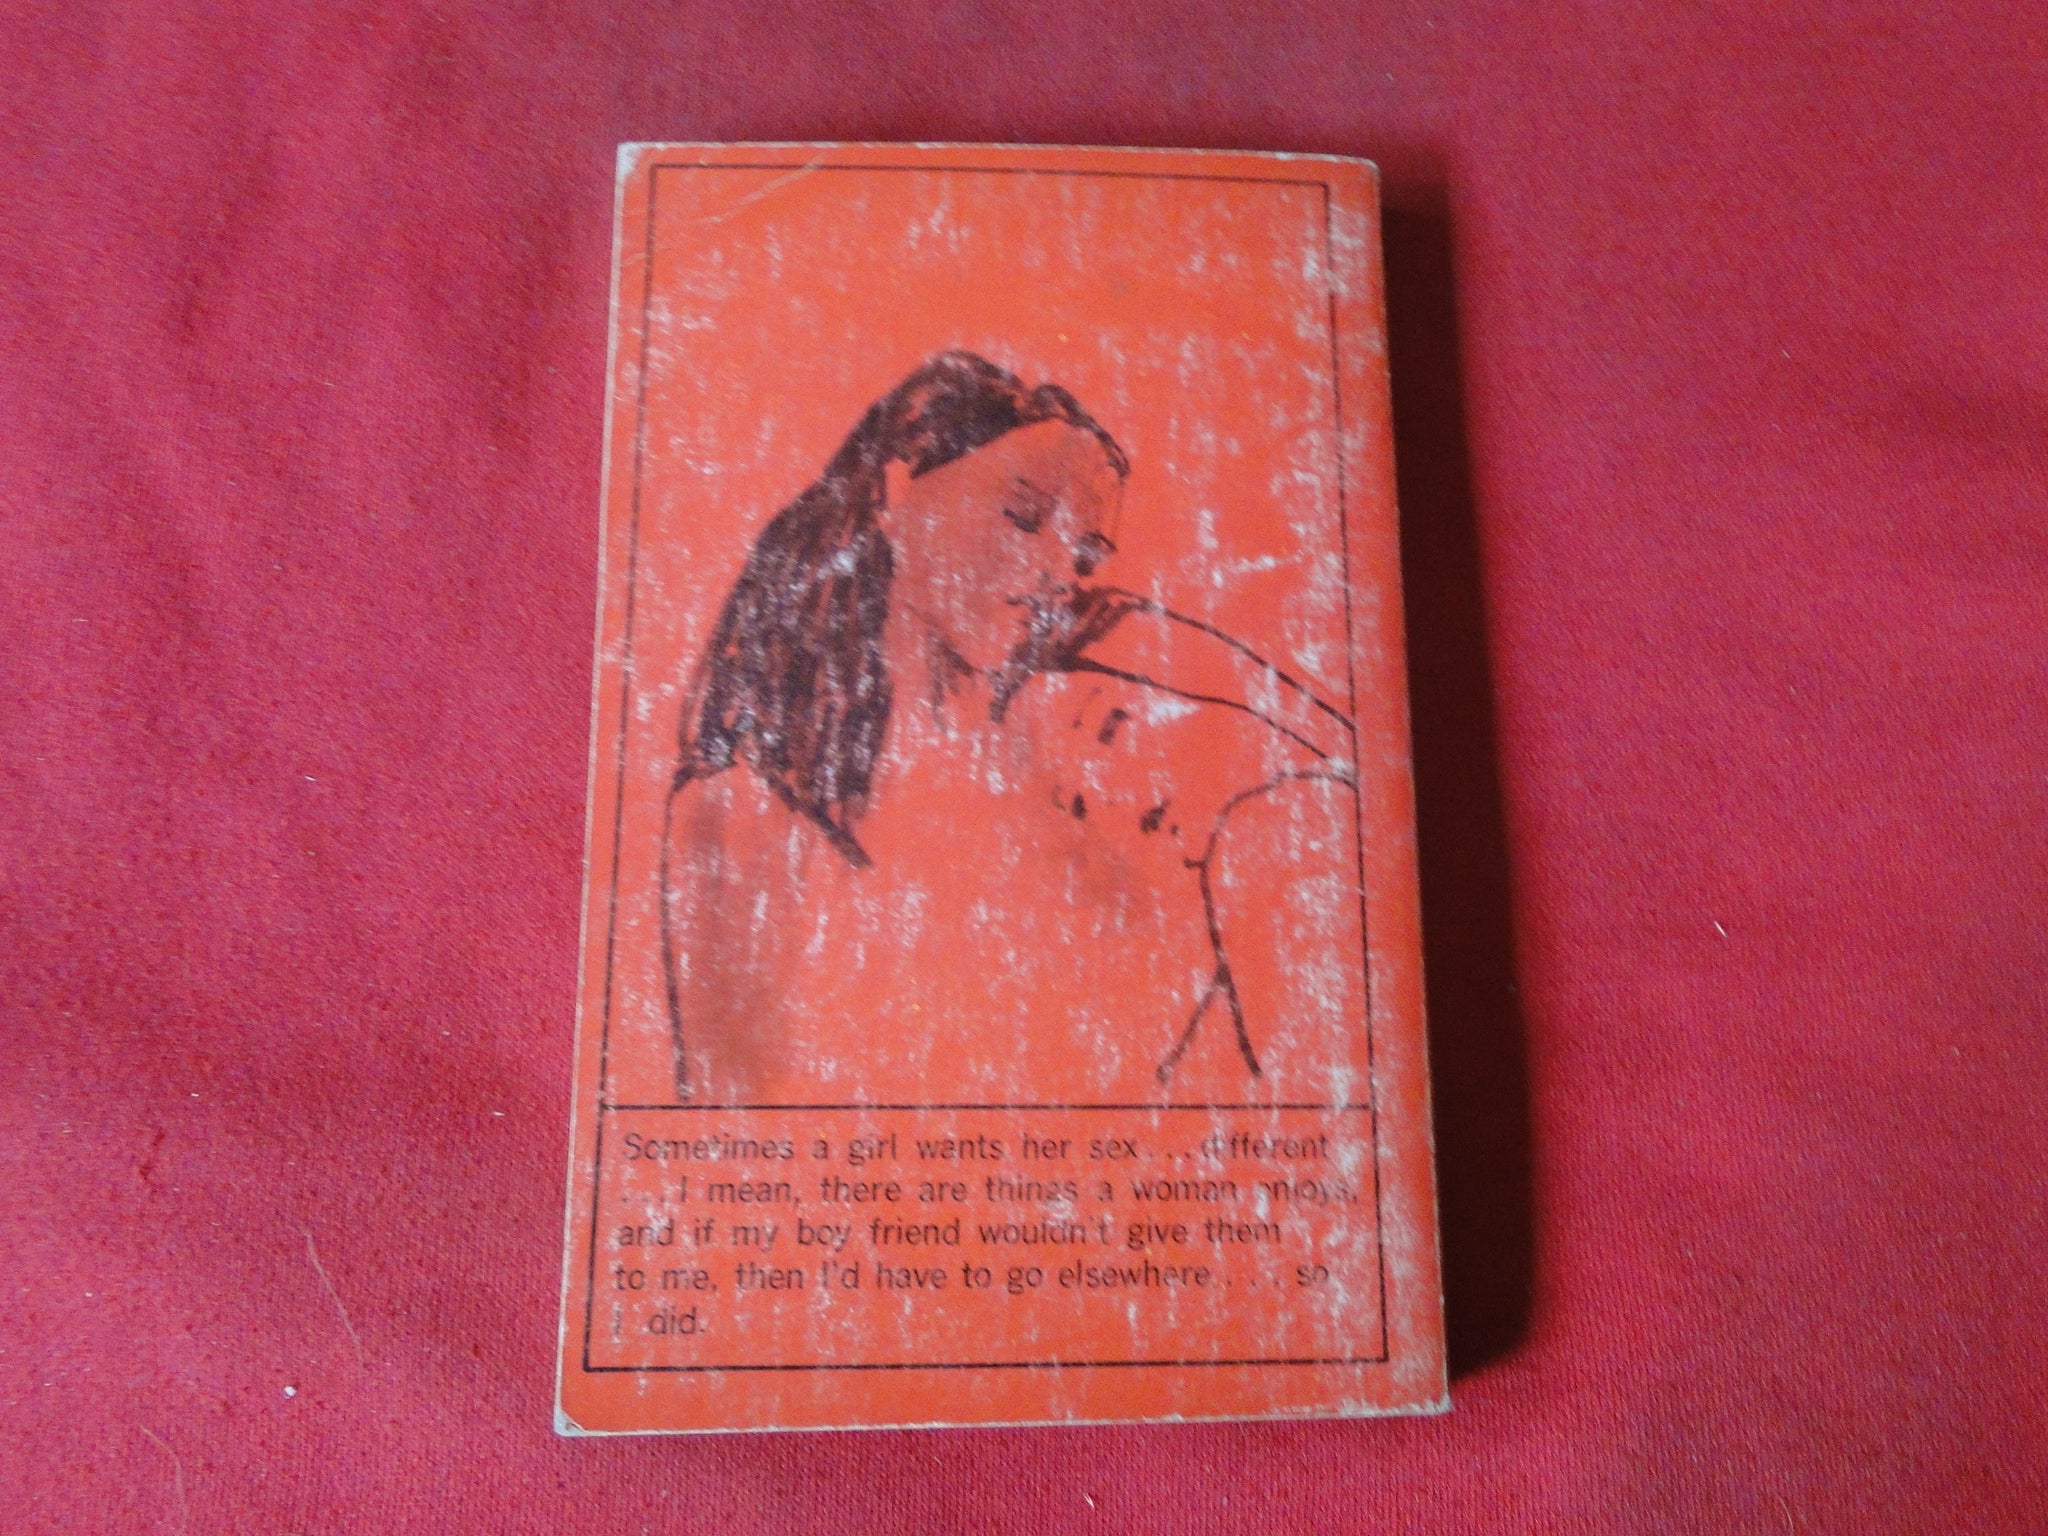 Sometimes a girl wants her sex...different
...I mean, there are things a woman enjoys,
and if my boy friend wouldn't give them
to me, then I'd have to go elsewhere...so
I did.